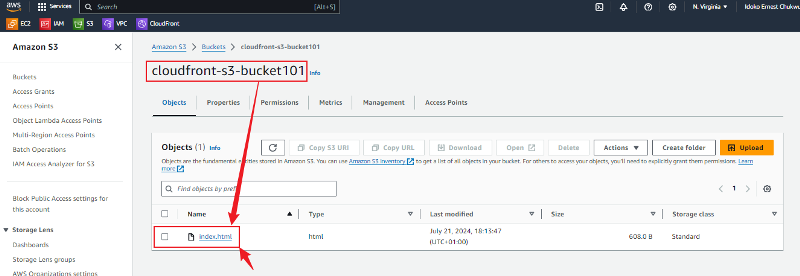 aws
Services
Search
[Alt+S]
N. Virginia
Idoko Ernest Chukwu
EC2
IAM
S3
VPC
CloudFront
Amazon S3
Buckets
Access Grants
Access Points
Object Lambda Access Points
Multi-Region Access Points
Batch Operations
IAM Access Analyzer for S3
Block Public Access settings for
this account
Storage Lens
Dashboards
Storage Lens groups
AWS Organizations settings
Amazon S3 > Buckets > cloudfront-s3-bucket101
cloudfront-s3-bucket101 Info
Objects Properties Permissions Metrics Management Access Points
Objects (1) Info
Copy S3 URI Copy URL Download Open Delete Actions Create folder Upload
Objects are the fundamental entities stored in Amazon S3. You can use Amazon S3 inventory to get a list of all objects in your bucket. For others to access your objects, you'll need to explicitly grant them permissions. Learn
more
Find objects by pref
1
Name Type Last modified Size Storage class
index.html html July 21, 2024, 18:13:47 608.0 B Standard
(UTC+01:00)